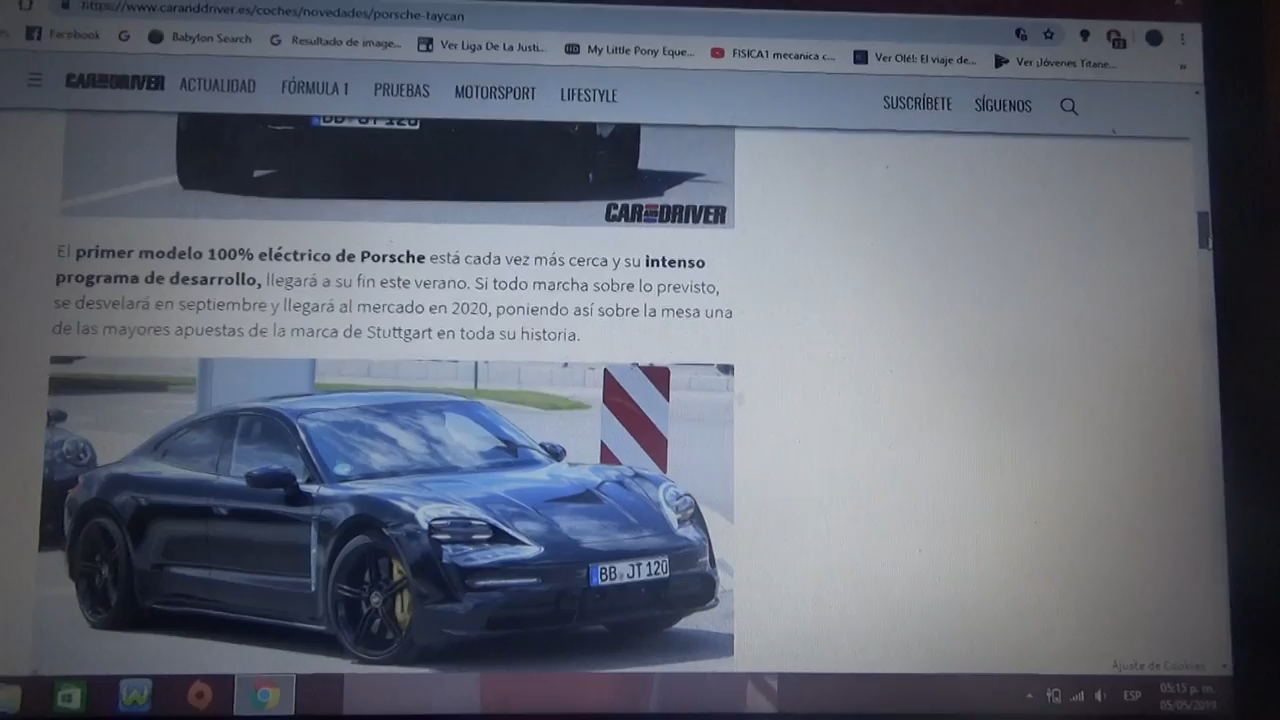 https://www.caranddriver.es/coches/novedades/porsche-taycan
Facebook
Babylon Search
Resultado de image...
Ver Liga De La Justi...
My Little Pony Eque...
FISICA1 mecanica c...
Ver Olé!: El viaje de...
Ver ¡Jóvenes Titane...
CAR AND DRIVER
ACTUALIDAD
FÓRMULA 1
PRUEBAS
MOTORSPORT
LIFESTYLE
SUSCRÍBETE
SÍGUENOS
BB JT 120
CAR AND DRIVER
El primer modelo 100% eléctrico de Porsche está cada vez más cerca y su intenso
programa de desarrollo, llegará a su fin este verano. Si todo marcha sobre lo previsto,
se desvelará en septiembre y llegará al mercado en 2020, poniendo así sobre la mesa una
de las mayores apuestas de la marca de Stuttgart en toda su historia.
BB JT 120
Ajuste de Cookies
ESP
05:15 p. m.
05/05/2019